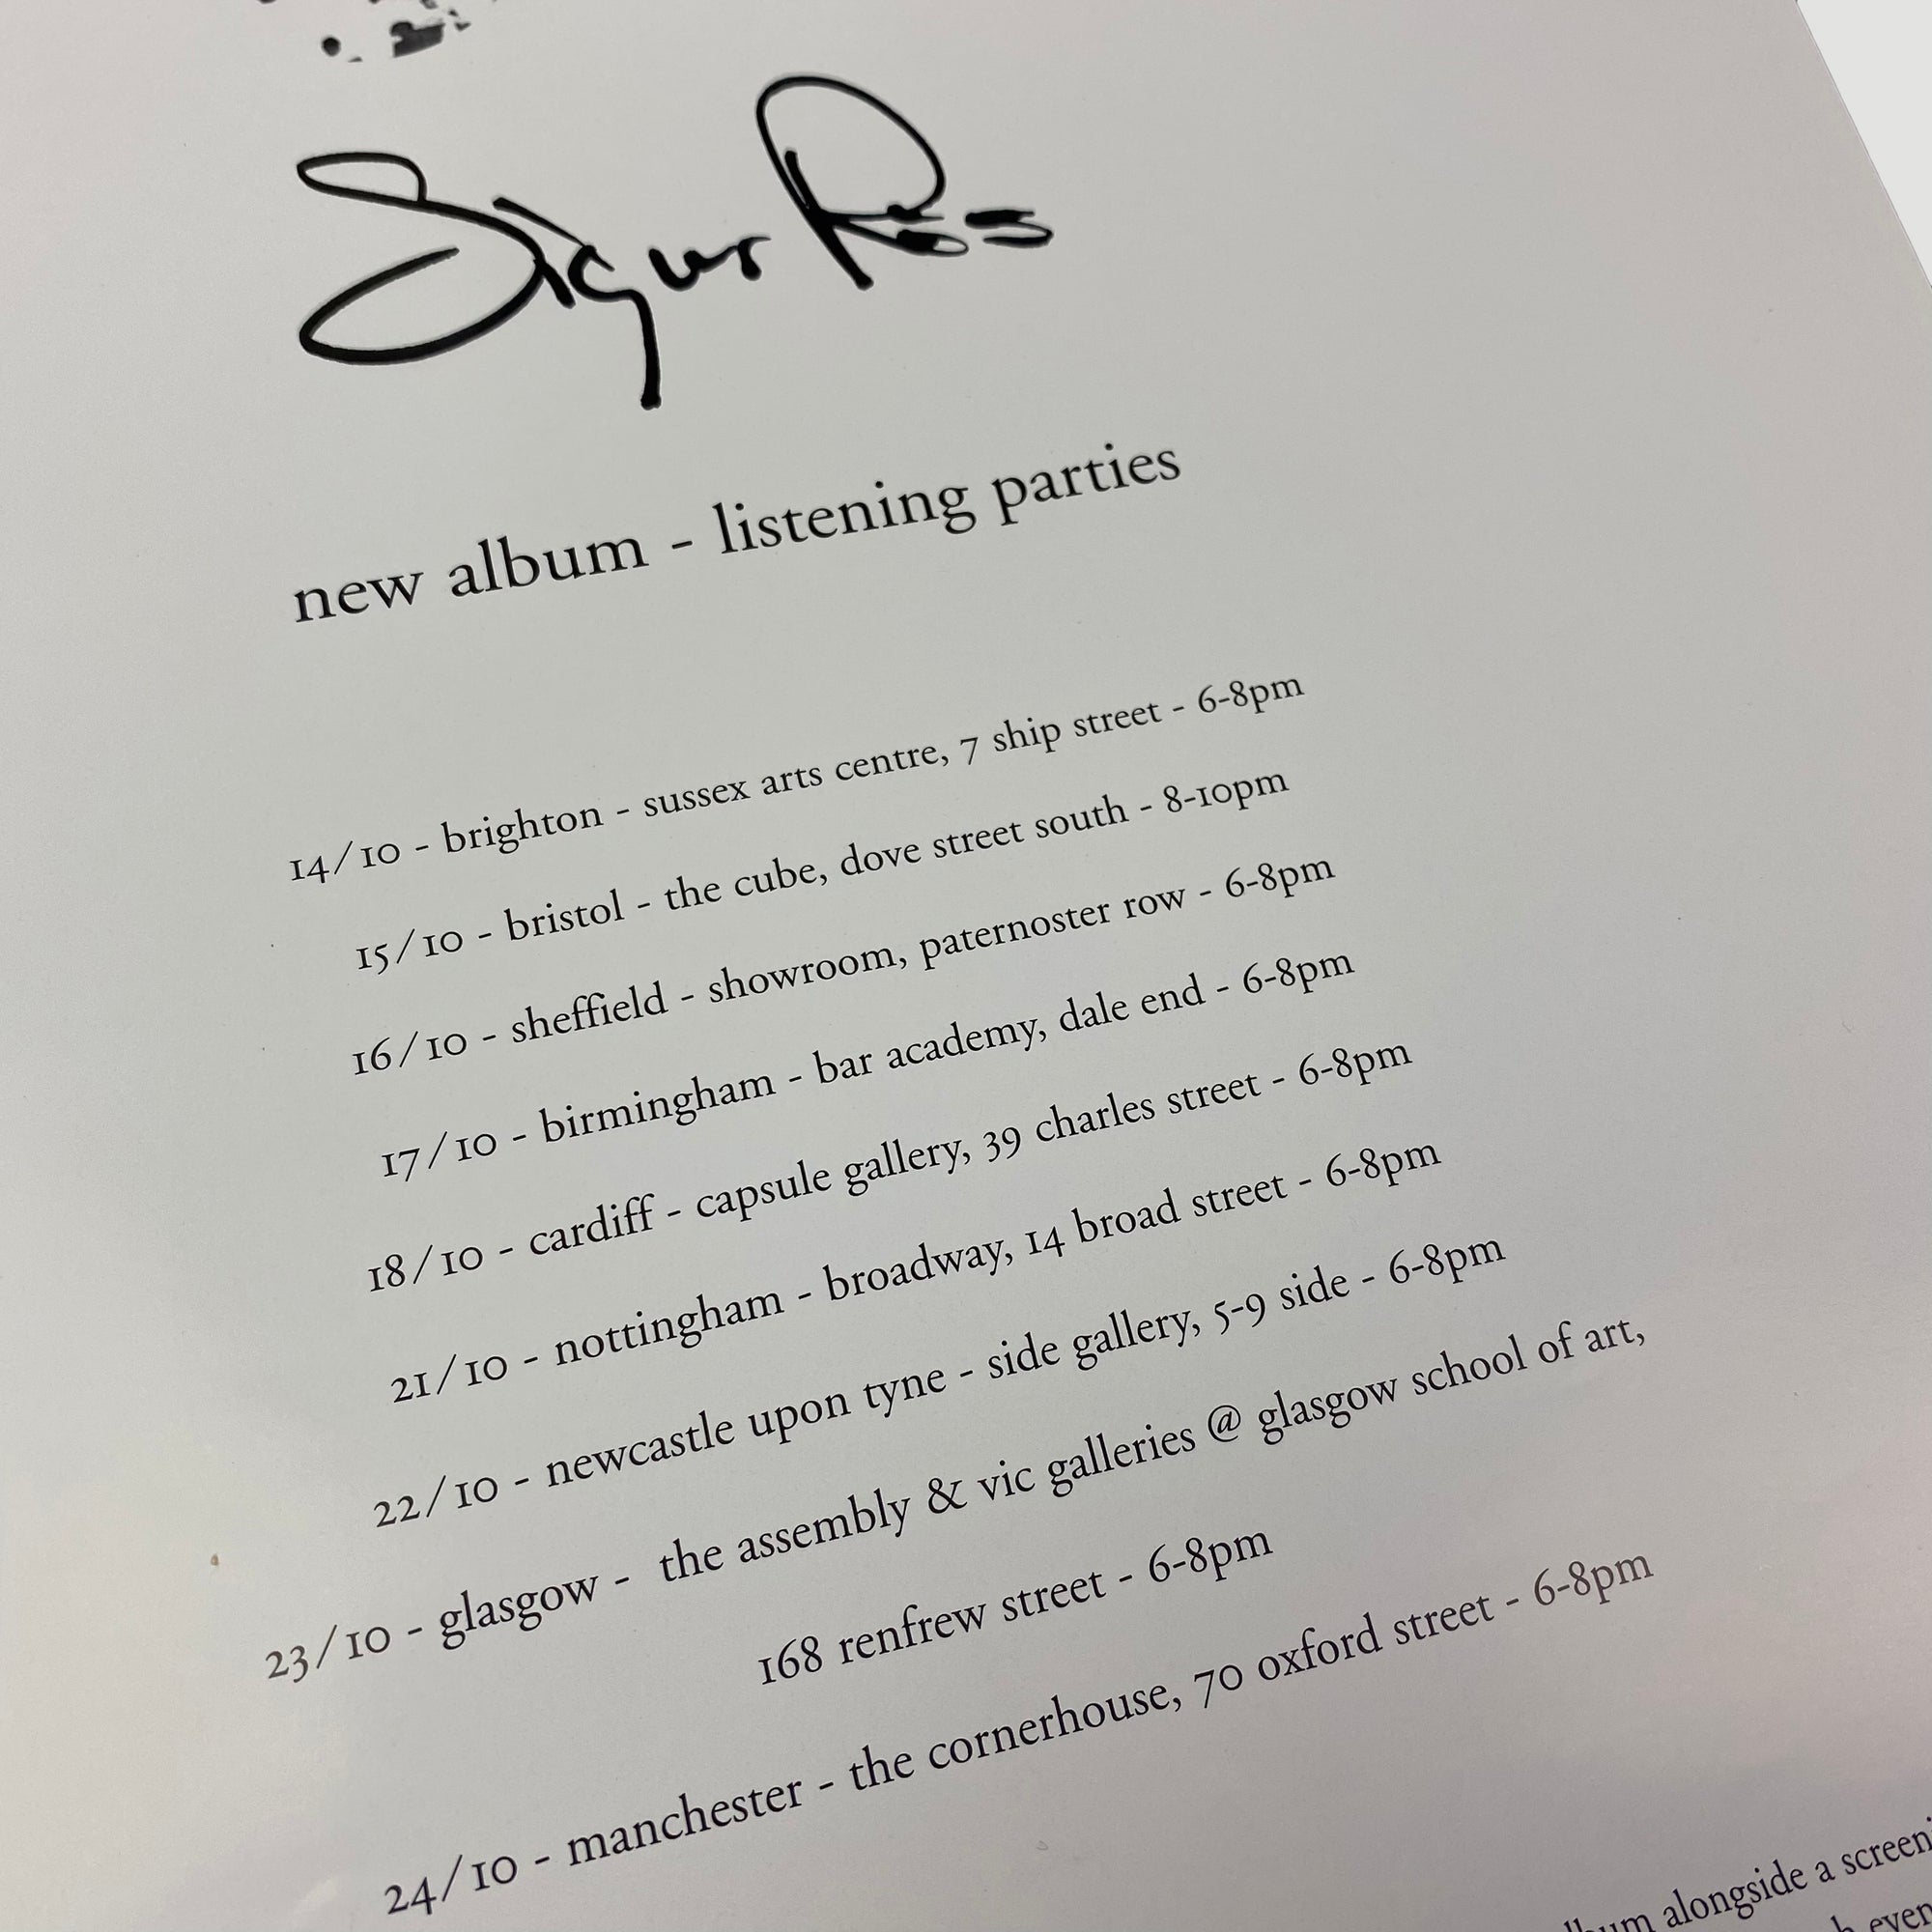 Sigur Rós
new album - listening parties
14/10 - brighton - sussex arts centre, 7 ship street - 6-8pm
15/10 - bristol - the cube, dove street south - 8-10pm
16/10 - sheffield - showroom, paternoster row - 6-8pm
17/10 - birmingham - bar academy, dale end - 6-8pm
18/10 - cardiff - capsule gallery, 39 charles street - 6-8pm
21/10 - nottingham - broadway, 14 broad street - 6-8pm
22/10 - newcastle upon tyne - side gallery, 5-9 side - 6-8pm
23/10 - glasgow - the assembly & vic galleries @ glasgow school of art,
168 renfrew street - 6-8pm
24/10 - manchester - the cornerhouse, 70 oxford street - 6-8pm
alongside a